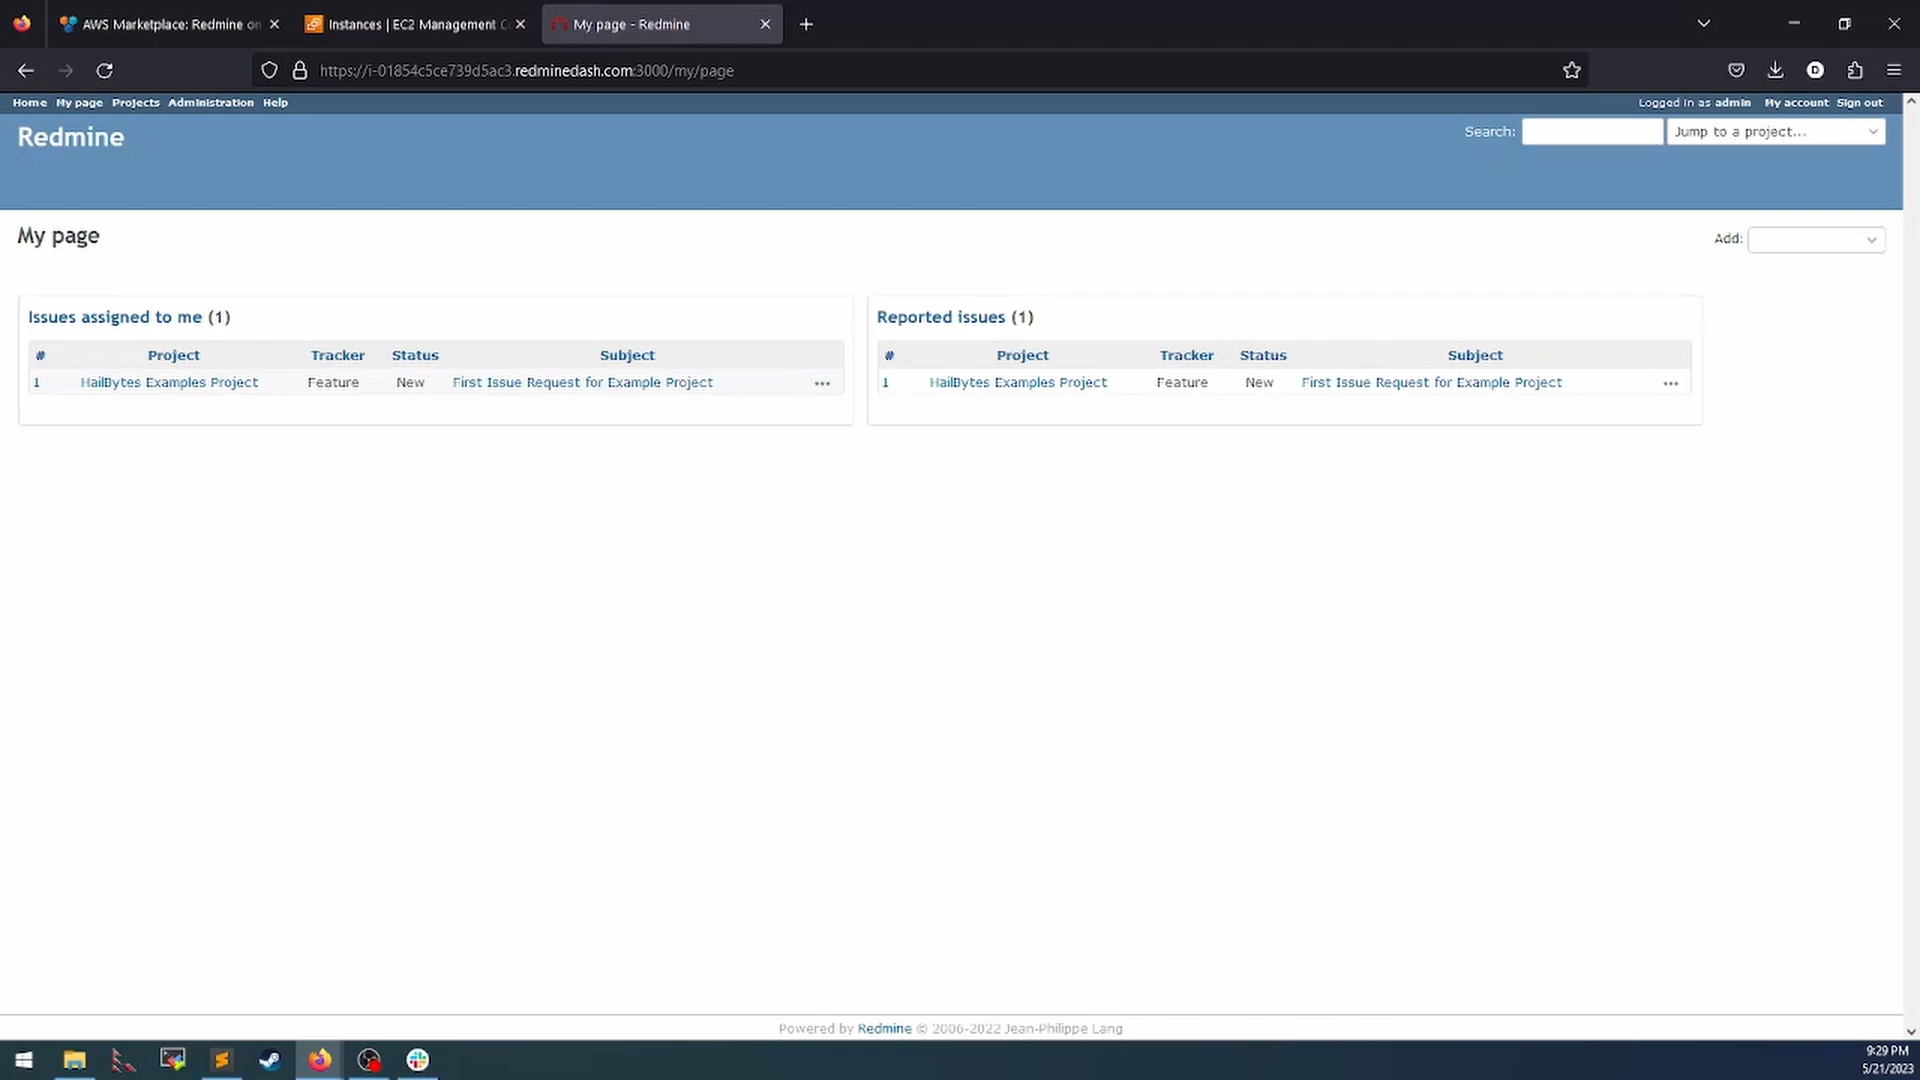 AWS Marketplace: Redmine on
Instances | EC2 Management C
My page - Redmine
https://i-01854c5ce739d5ac3.redminedash.com:3000/my/page
Home My page Projects Administration Help
Logged in as admin My account Sign out
Redmine
Search:
Jump to a project...
My page
Add:
Issues assigned to me (1)
# Project Tracker Status Subject
1 HailBytes Examples Project Feature New First Issue Request for Example Project
Reported issues (1)
# Project Tracker Status Subject
1 HailBytes Examples Project Feature New First Issue Request for Example Project
Powered by Redmine © 2006-2022 Jean-Philippe Lang
9:29 PM
5/21/2023